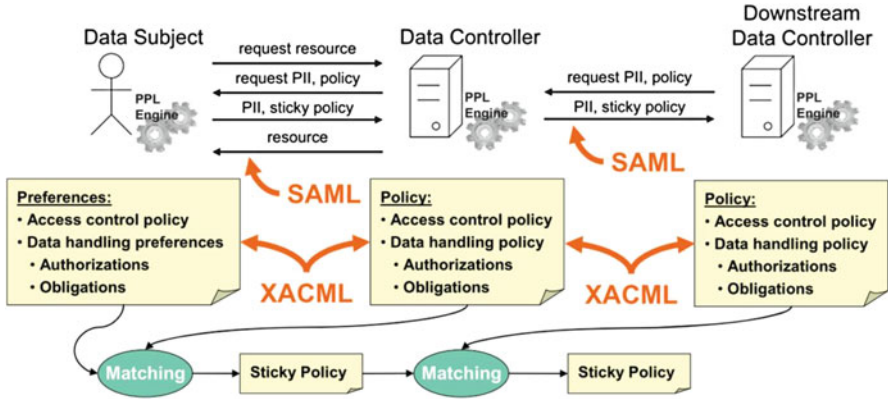 Data Subject
Data Controller
Downstream
Data Controller
request resource
request PII, policy
PII, sticky policy
resource
request PII, policy
PII, sticky policy
PPL
Engine
PPL
Engine
PPL
Engine
SAML
SAML
Preferences:
• Access control policy
• Data handling preferences
• Authorizations
• Obligations
Policy:
• Access control policy
• Data handling policy
• Authorizations
• Obligations
Policy:
• Access control policy
• Data handling policy
• Authorizations
• Obligations
XACML
XACML
Matching
Sticky Policy
Matching
Sticky Policy